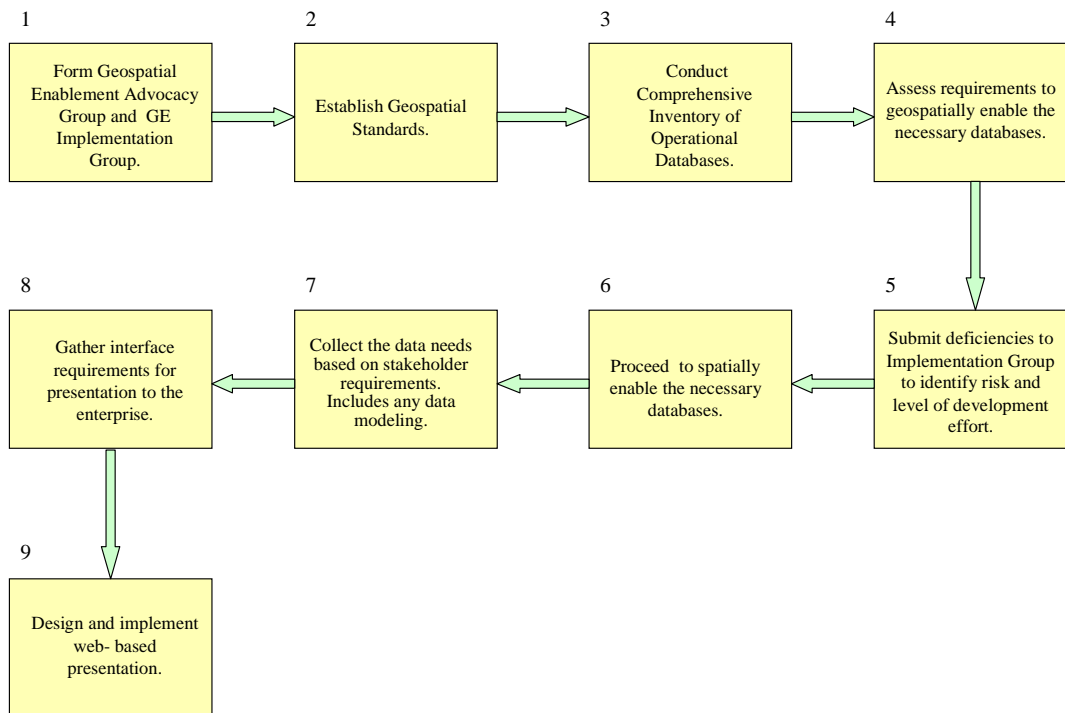 1
Form Geospatial
Enablement Advocacy
Group and GE
Implementation
Group.
2
Establish Geospatial
Standards.
3
Conduct
Comprehensive
Inventory of
Operational
Databases.
4
Assess requirements to
geospatially enable the
necessary databases.
5
Submit deficiencies to
Implementation Group
to identify risk and
level of development
effort.
6
Proceed to spatially
enable the necessary
databases.
7
Collect the data needs
based on stakeholder
requirements.
Includes any data
modeling.
8
Gather interface
requirements for
presentation to the
enterprise.
9
Design and implement
web- based
presentation.